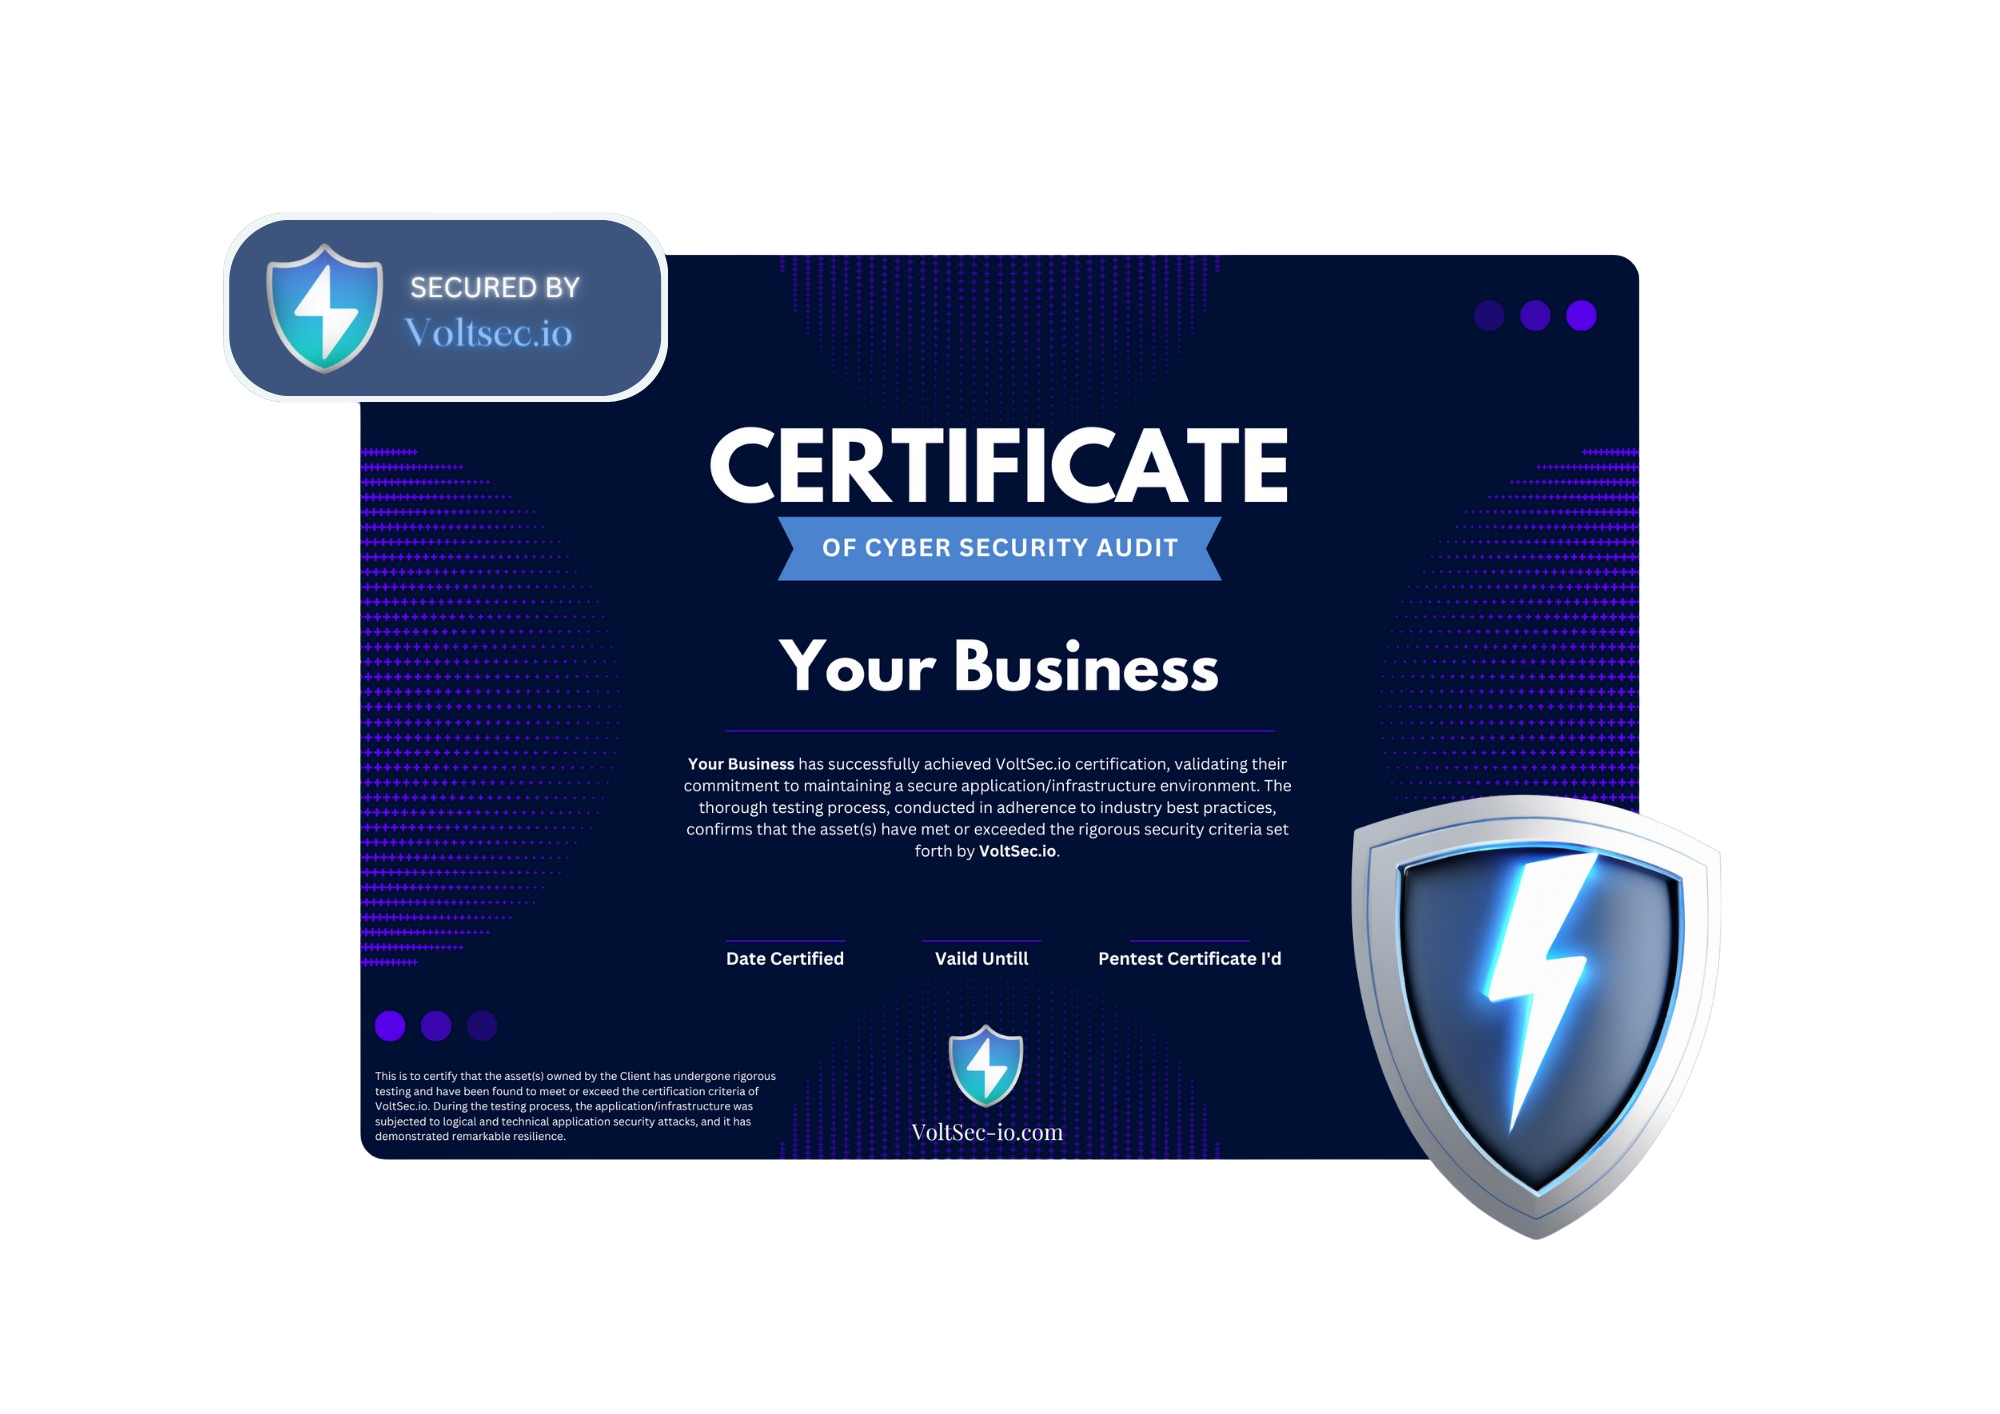 SECURED BY
Voltsec.io
CERTIFICATE
OF CYBER SECURITY AUDIT
Your Business
Your Business has successfully achieved VoltSec.io certification, validating their
commitment to maintaining a secure application/infrastructure environment. The
thorough testing process, conducted in adherence to industry best practices,
confirms that the asset(s) have met or exceeded the rigorous security criteria set
forth by VoltSec.io.
Date Certified
Vaild Untill
Pentest Certificate I'd
This is to certify that the asset(s) owned by the Client has undergone rigorous
testing and have been found to meet or exceed the certification criteria of
VoltSec.io. During the testing process, the application/infrastructure was
subjected to logical and technical application security attacks, and it has
demonstrated remarkable resilience.
VoltSec-io.com